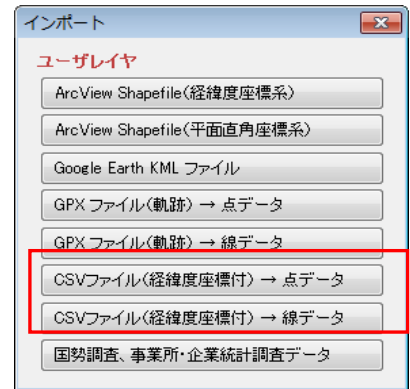 インポート
ユーザレイヤ
ArcView Shapefile(経緯度座標系)
ArcView Shapefile(平面直角座標系)
Google Earth KML ファイル
GPX ファイル(軌跡) → 点データ
GPX ファイル(軌跡) → 線データ
CSVファイル(経緯度座標付) → 点データ
CSVファイル(経緯度座標付) → 線データ
国勢調査、事業所・企業統計調査データ